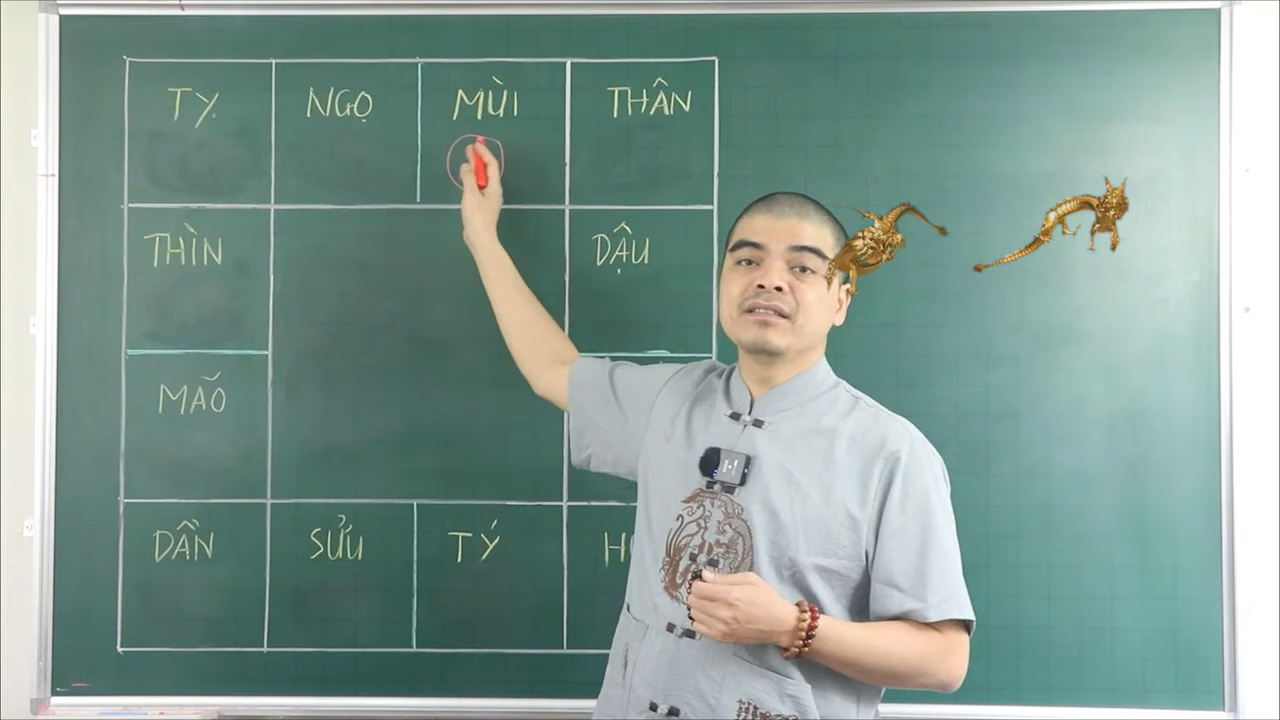 TỴ
NGỌ
MÙI
THÂN
THÌN
DẬU
MÃO
DẦN
SỬU
TÝ
H